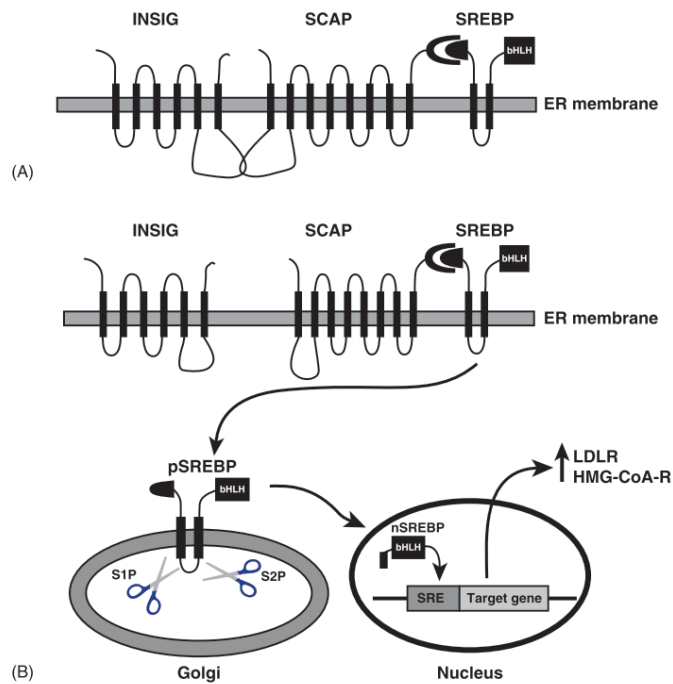 INSIG SCAP SREBP
bHLH
ER membrane
(A)
INSIG SCAP SREBP
bHLH
ER membrane
pSREBP
bHLH
S1P S2P
Golgi
LDLR
HMG-CoA-R
nSREBP
bHLH
SRE Target gene
Nucleus
(B)